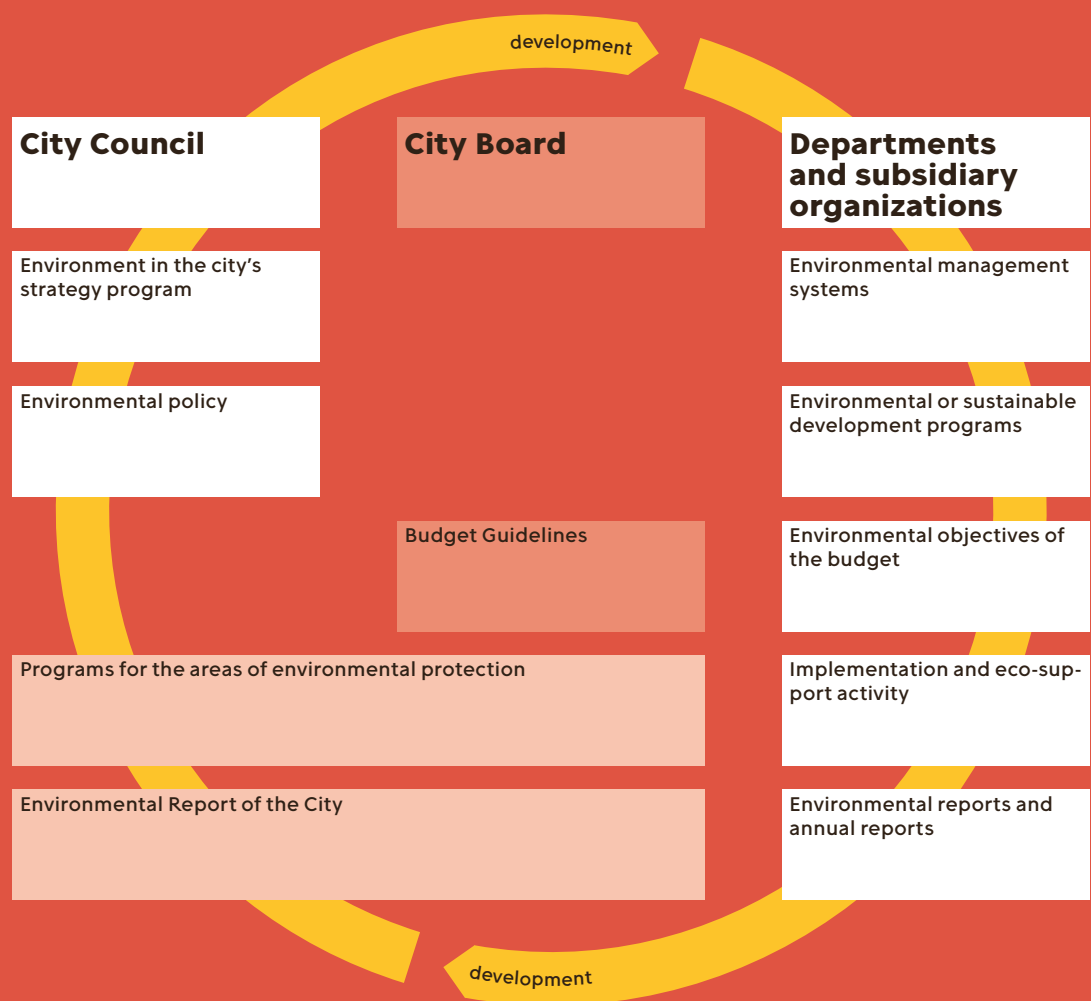 development
City Council
City Board
Departments
and subsidiary
organizations
Environment in the city's
strategy program
Environmental management
systems
Environmental policy
Environmental or sustainable
development programs
Budget Guidelines
Environmental objectives of
the budget
Programs for the areas of environmental protection
Implementation and eco-sup-
port activity
Environmental Report of the City
Environmental reports and
annual reports
development